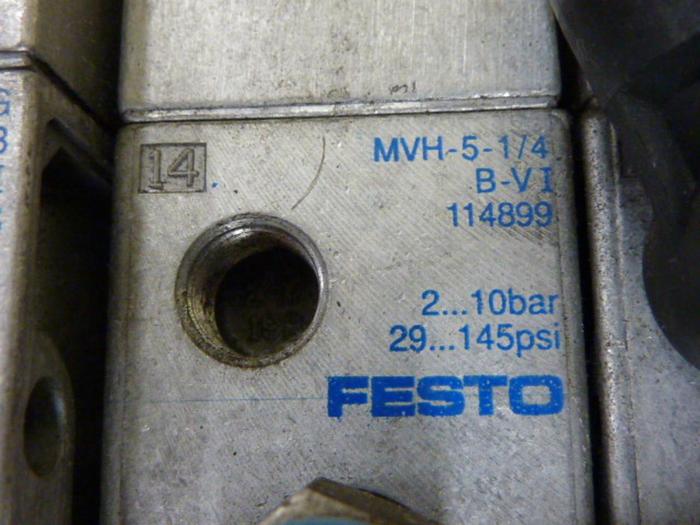 14
MVH-5-1/4
B-VI
114899
2...10bar
29...145psi
FESTO